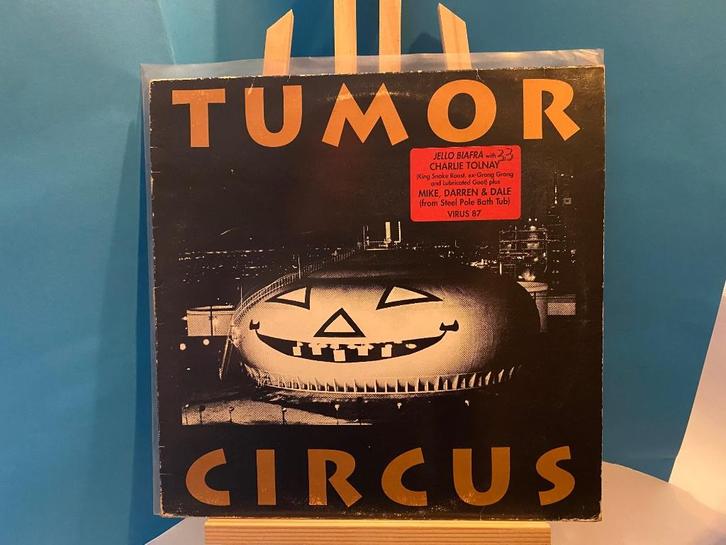 TUMOR
JELLO BIAFRA with 33
CHARLIE TOLNAY
(King Snake Roost, ex-Grong Grong
and Lubricated Goat) plus
MIKE, DARREN & DALE
(from Steel Pole Bath Tub)
VIRUS 87
CIRCUS